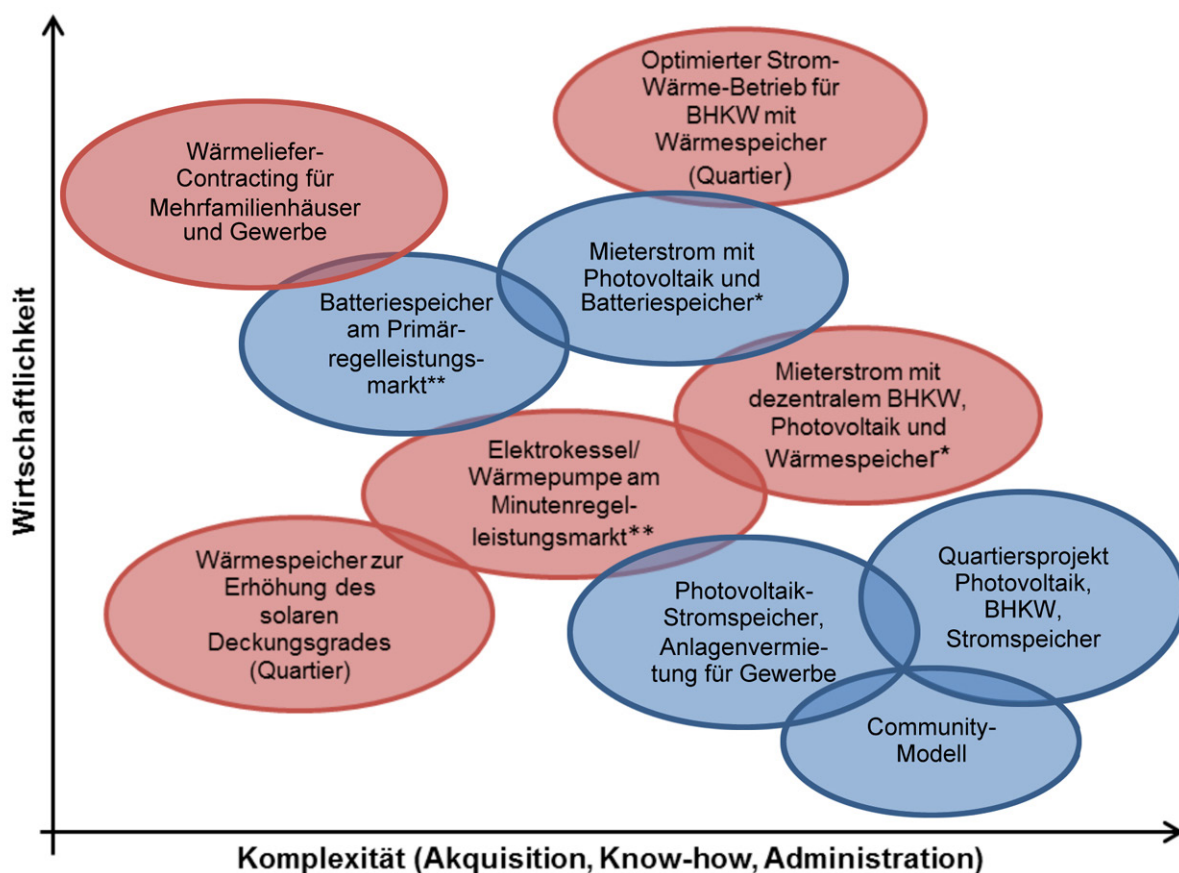 Wirtschaftlichkeit
Optimierter Strom-
Wärme-Betrieb für
BHKW mit
Wärmespeicher
(Quartier)
Wärmeliefer-
Contracting für
Mehrfamilienhäuser
und Gewerbe
Mieterstrom mit
Photovoltaik und
Batteriespeicher*
Batteriespeicher
am Primär-
regelleistungs-
markt**
Mieterstrom mit
dezentralem BHKW,
Photovoltaik und
Wärmespeicher*
Elektrokessel/
Wärmepumpe am
Minutenregel-
leistungsmarkt**
Wärmespeicher zur
Erhöhung des
solaren
Deckungsgrades
(Quartier)
Photovoltaik-
Stromspeicher,
Anlagenvermie-
tung für Gewerbe
Quartiersprojekt
Photovoltaik,
BHKW,
Stromspeicher
Community-
Modell
Komplexität (Akquisition, Know-how, Administration)